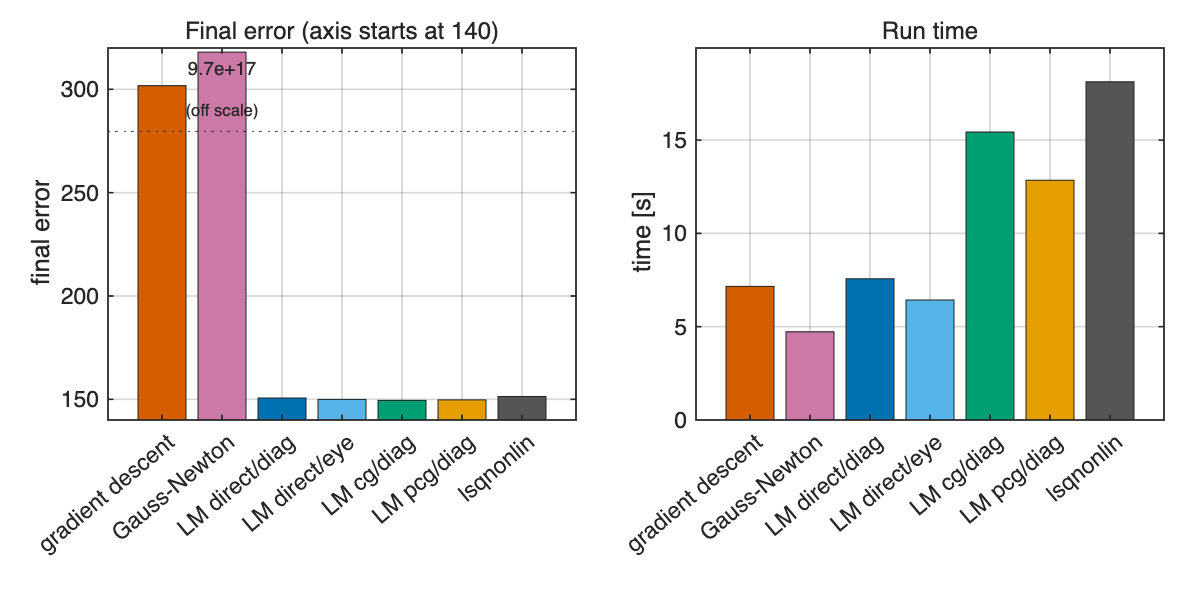 Final error (axis starts at 140)
final error
300
250
200
150
9.7e+17
(off scale)
gradient descent
Gauss-Newton
LM direct/diag
LM direct/eye
LM cg/diag
LM pcg/diag
lsqnonlin
Run time
time [s]
15
10
5
0
gradient descent
Gauss-Newton
LM direct/diag
LM direct/eye
LM cg/diag
LM pcg/diag
lsqnonlin